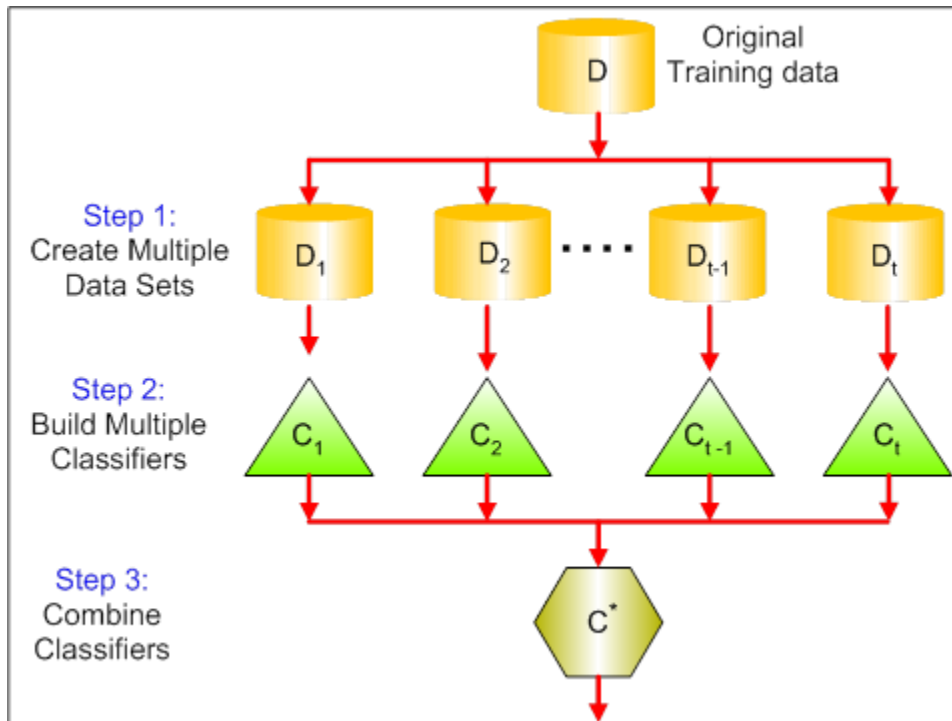 D
Original
Training data
Step 1:
Create Multiple
Data Sets
D1
D2
....
Dt-1
Dt
Step 2:
Build Multiple
Classifiers
C1
C2
Ct-1
Ct
Step 3:
Combine
Classifiers
C*